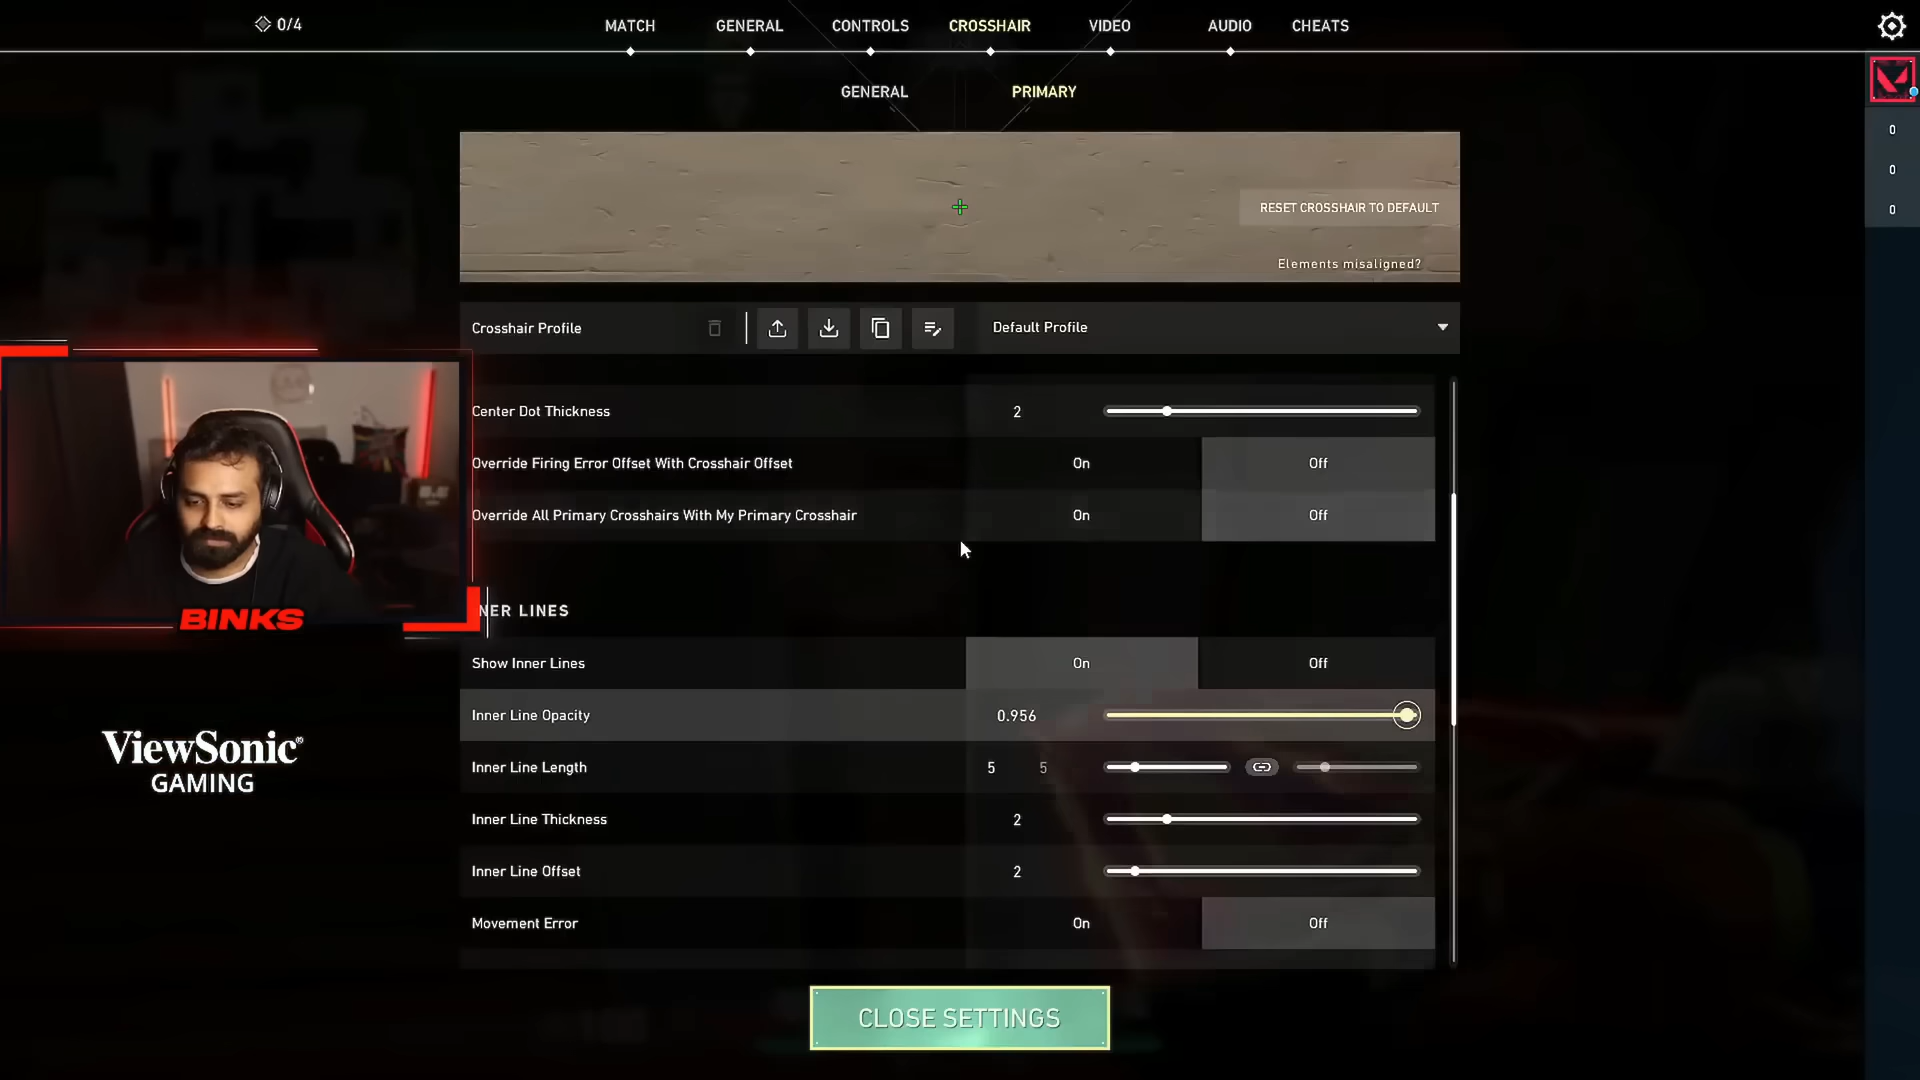 0/4
MATCH GENERAL CONTROLS CROSSHAIR VIDEO AUDIO CHEATS
GENERAL PRIMARY
0
0
0
RESET CROSSHAIR TO DEFAULT
Elements misaligned?
Crosshair Profile Default Profile
Center Dot Thickness 2
Override Firing Error Offset With Crosshair Offset On Off
Override All Primary Crosshairs With My Primary Crosshair On Off
BINKS
NER LINES
Show Inner Lines On Off
Inner Line Opacity 0.956
Inner Line Length 5 5
Inner Line Thickness 2
Inner Line Offset 2
Movement Error On Off
ViewSonic®
GAMING
CLOSE SETTINGS